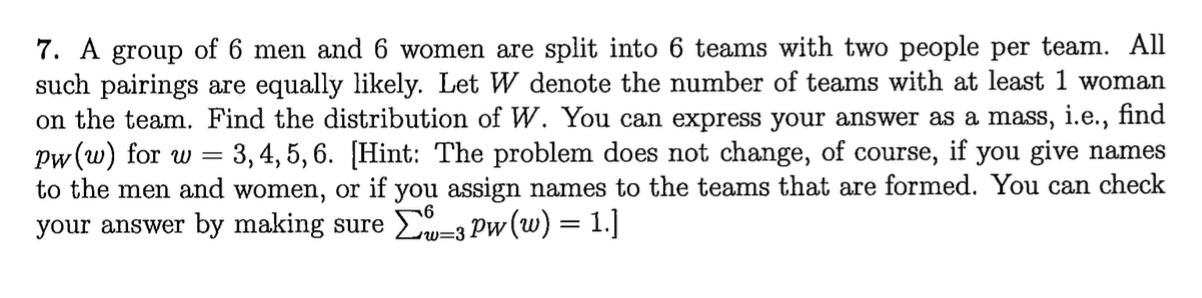 7. A group of 6 men and 6 women are split into 6 teams with two people per team. All
such pairings are equally likely. Let W denote the number of teams with at least 1 woman
on the team. Find the distribution of W. You can express your answer as a mass, i.e., find
p_W(w) for w = 3, 4, 5, 6. [Hint: The problem does not change, of course, if you give names
to the men and women, or if you assign names to the teams that are formed. You can check
your answer by making sure ∑_{w=3}^{6} p_W(w) = 1.]